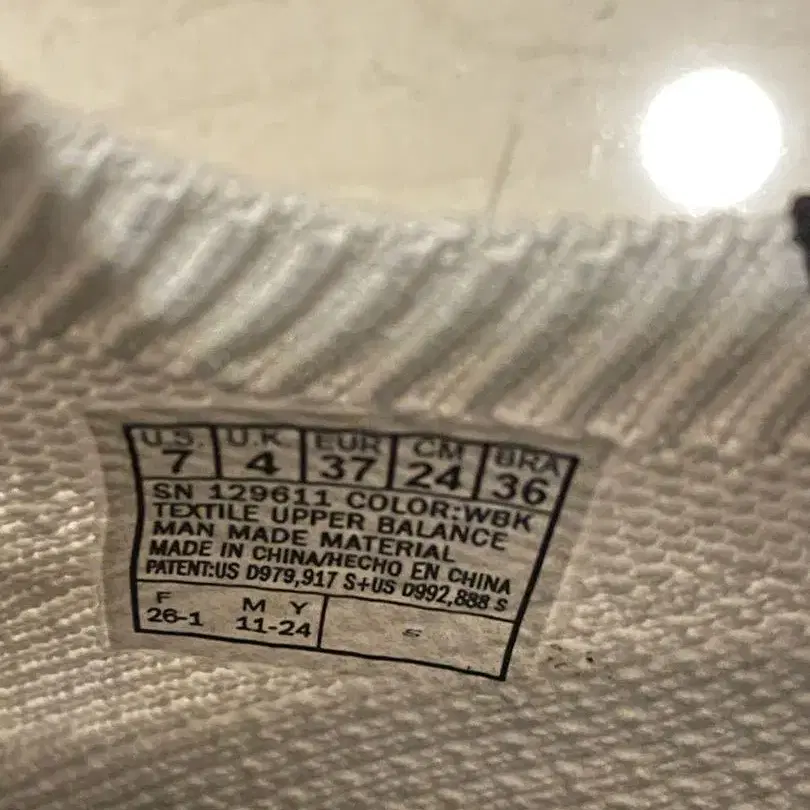 U.S. U.K. EUR CM BRA
7 4 37 24 36
SN 129611 COLOR:WBK
TEXTILE UPPER BALANCE
MAN MADE MATERIAL
MADE IN CHINA/HECHO EN CHINA
PATENT:US D979,917 S+US D992,888 S
F M Y
26-1 11-24